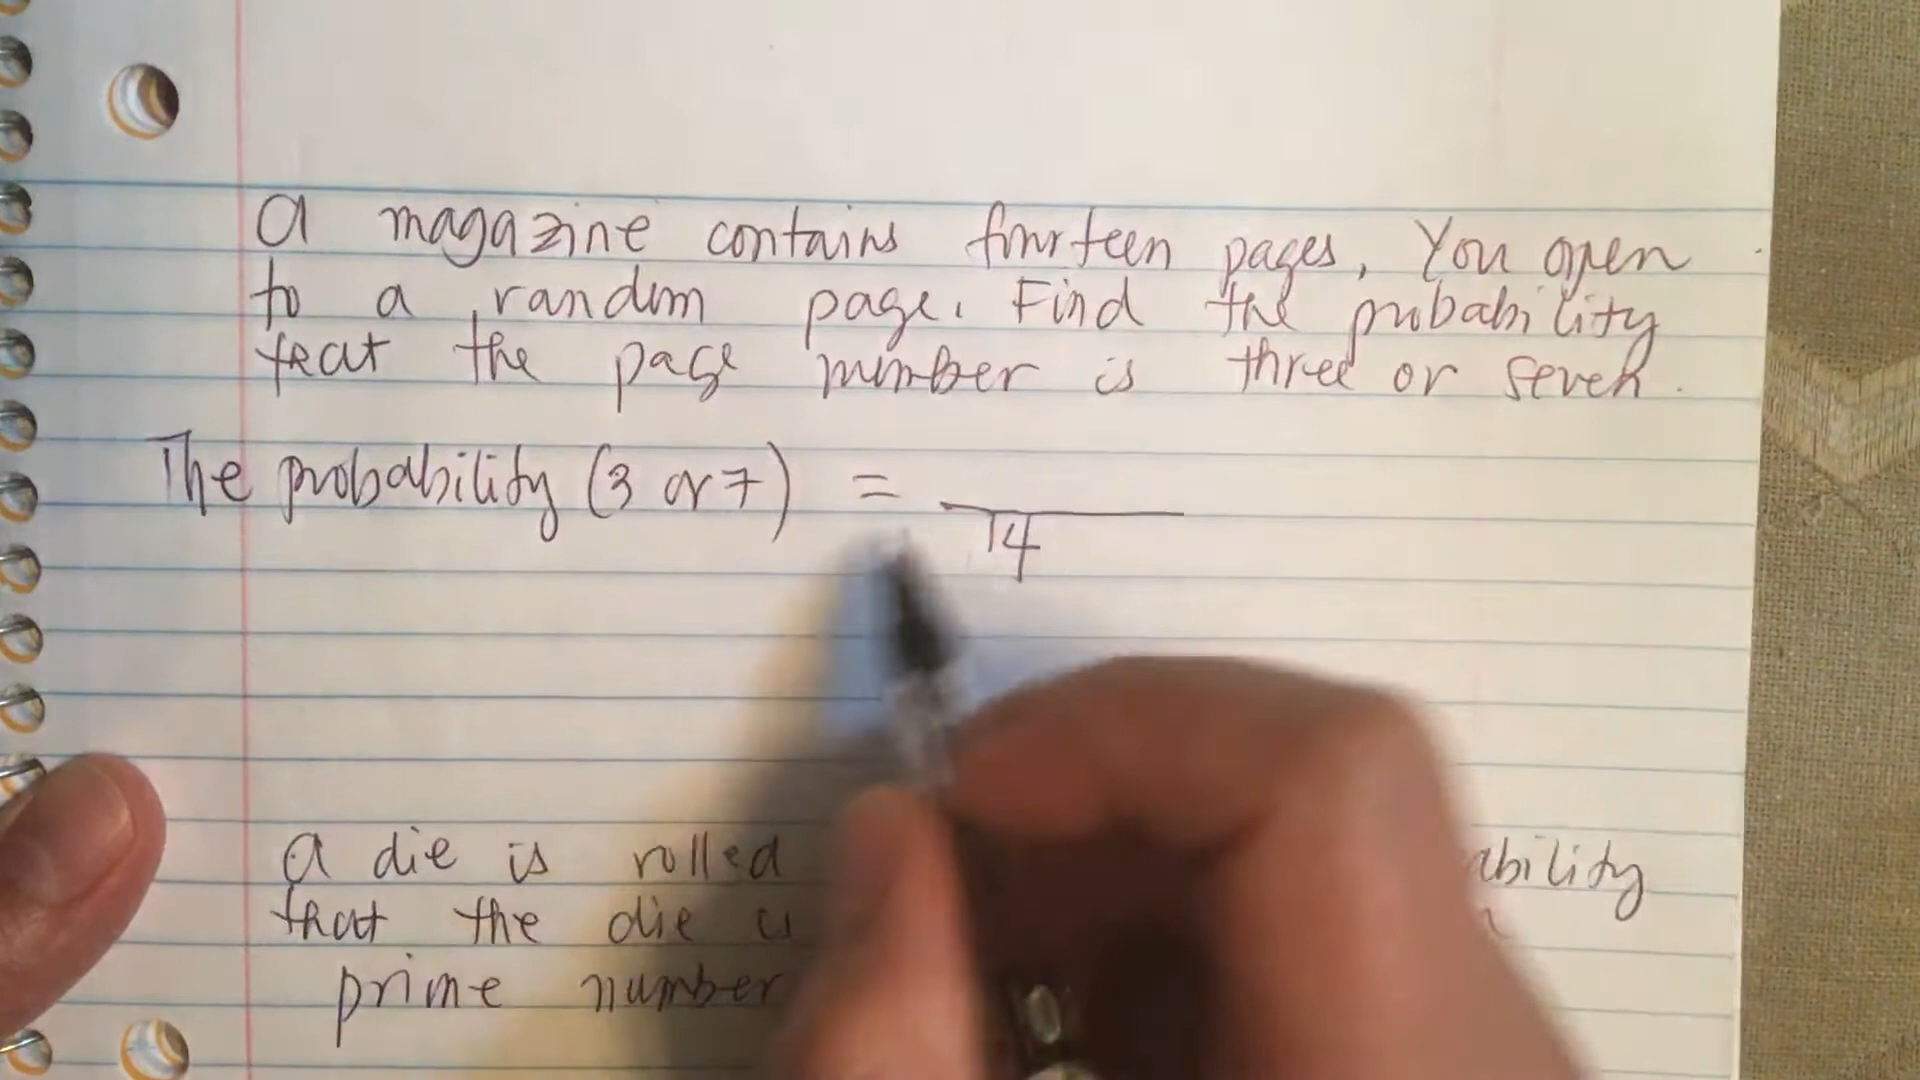 A magazine contains fourteen pages, You open
to a random page. Find the probability
that the page number is three or seven.
The probability (3 or 7) =
14
A die is rolled
that the die
prime number